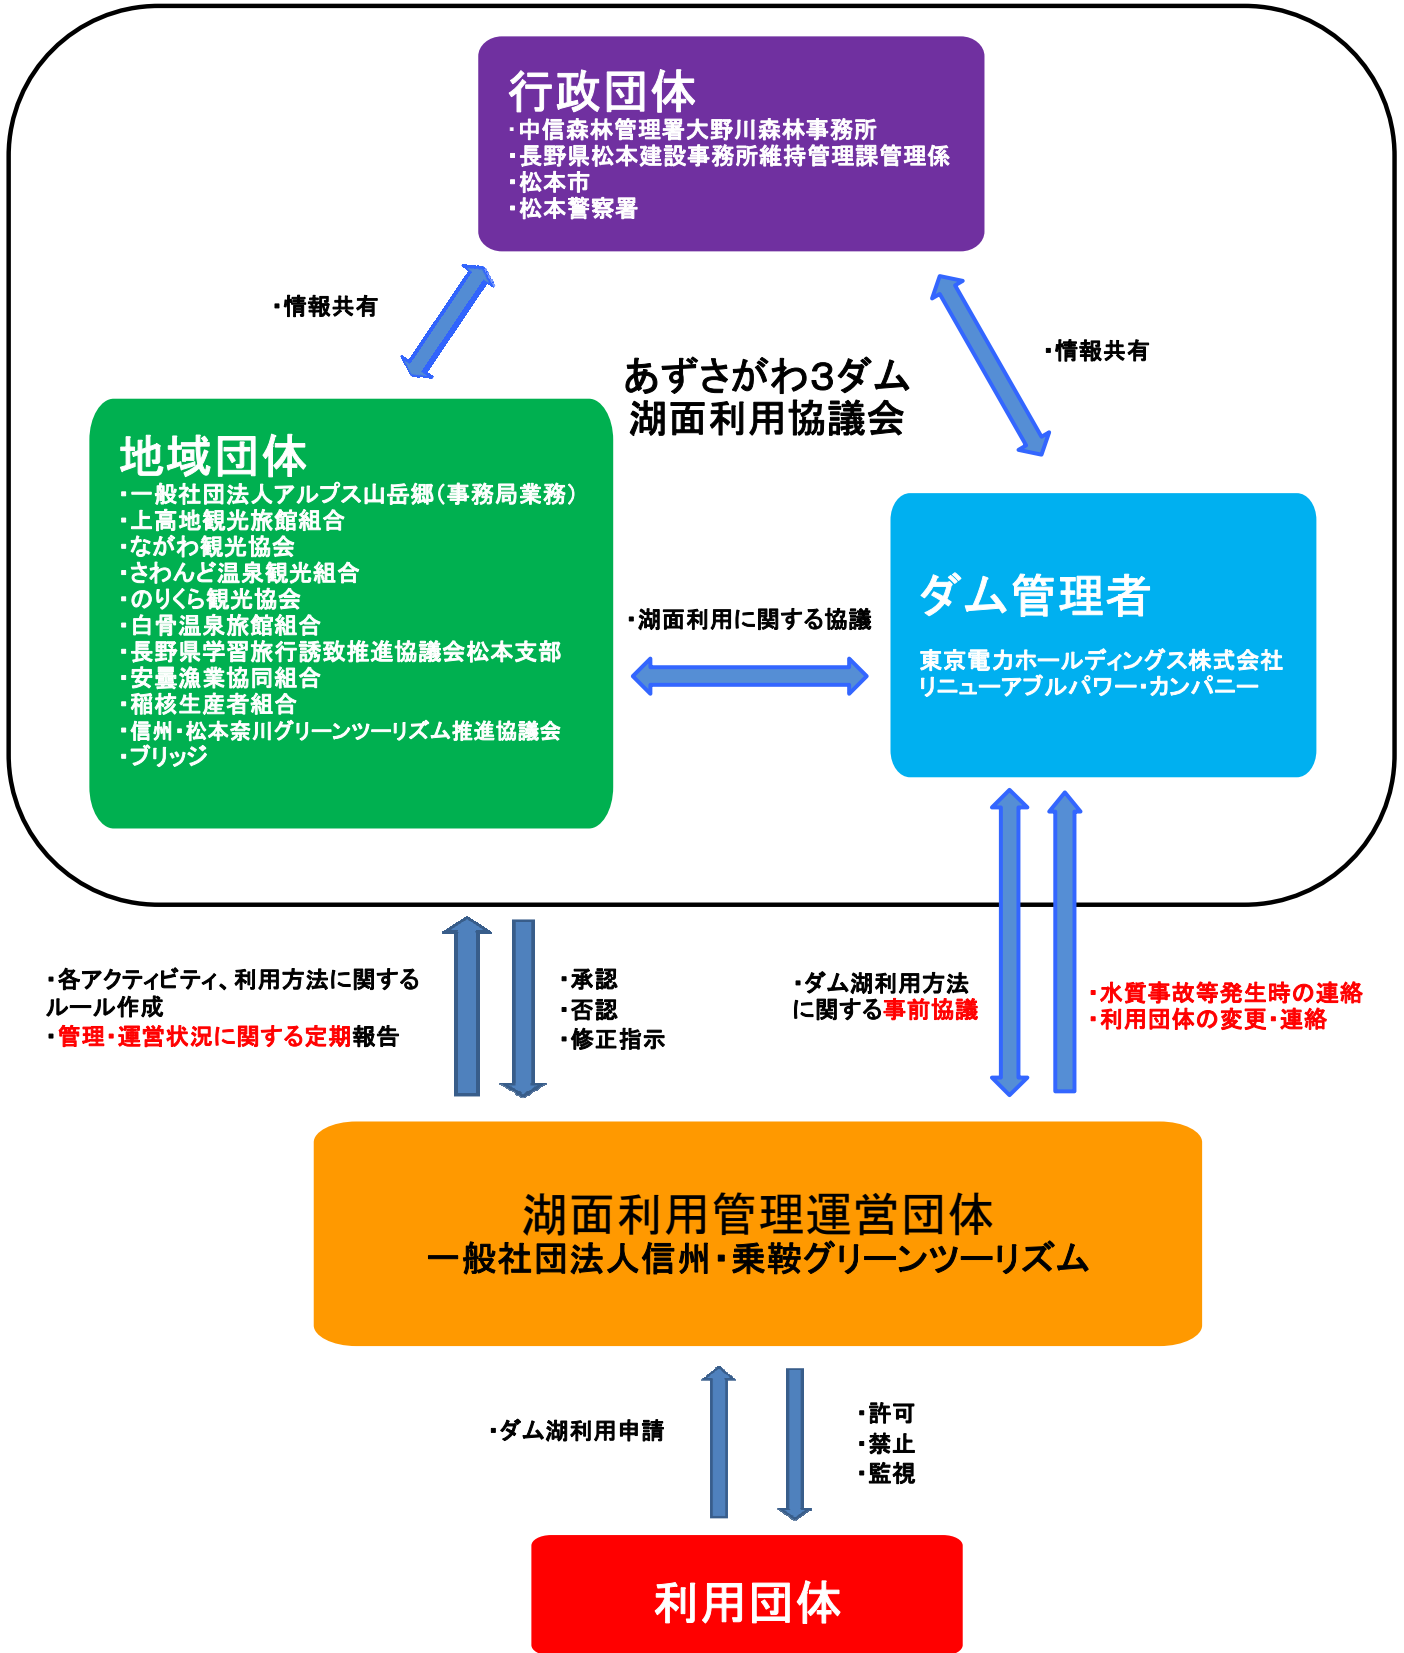 行政団体
・中信森林管理署大野川森林事務所
・長野県松本建設事務所維持管理課管理係
・松本市
・松本警察署
・情報共有
・情報共有
あずさがわ３ダム
湖面利用協議会
地域団体
・一般社団法人アルプス山岳郷（事務局業務）
・上高地観光旅館組合
・ながわ観光協会
・さわんど温泉観光組合
・のりくら観光協会
・白骨温泉旅館組合
・長野県学習旅行誘致推進協議会松本支部
・安曇漁業協同組合
・稲核生産者組合
・信州・松本奈川グリーンツーリズム推進協議会
・ブリッジ
・湖面利用に関する協議
ダム管理者
東京電力ホールディングス株式会社
リニューアブルパワー・カンパニー
・各アクティビティ、利用方法に関する
ルール作成
・管理・運営状況に関する定期報告
・承認
・否認
・修正指示
・ダム湖利用方法
に関する事前協議
・水質事故等発生時の連絡
・利用団体の変更・連絡
湖面利用管理運営団体
一般社団法人信州・乗鞍グリーンツーリズム
・ダム湖利用申請
・許可
・禁止
・監視
利用団体